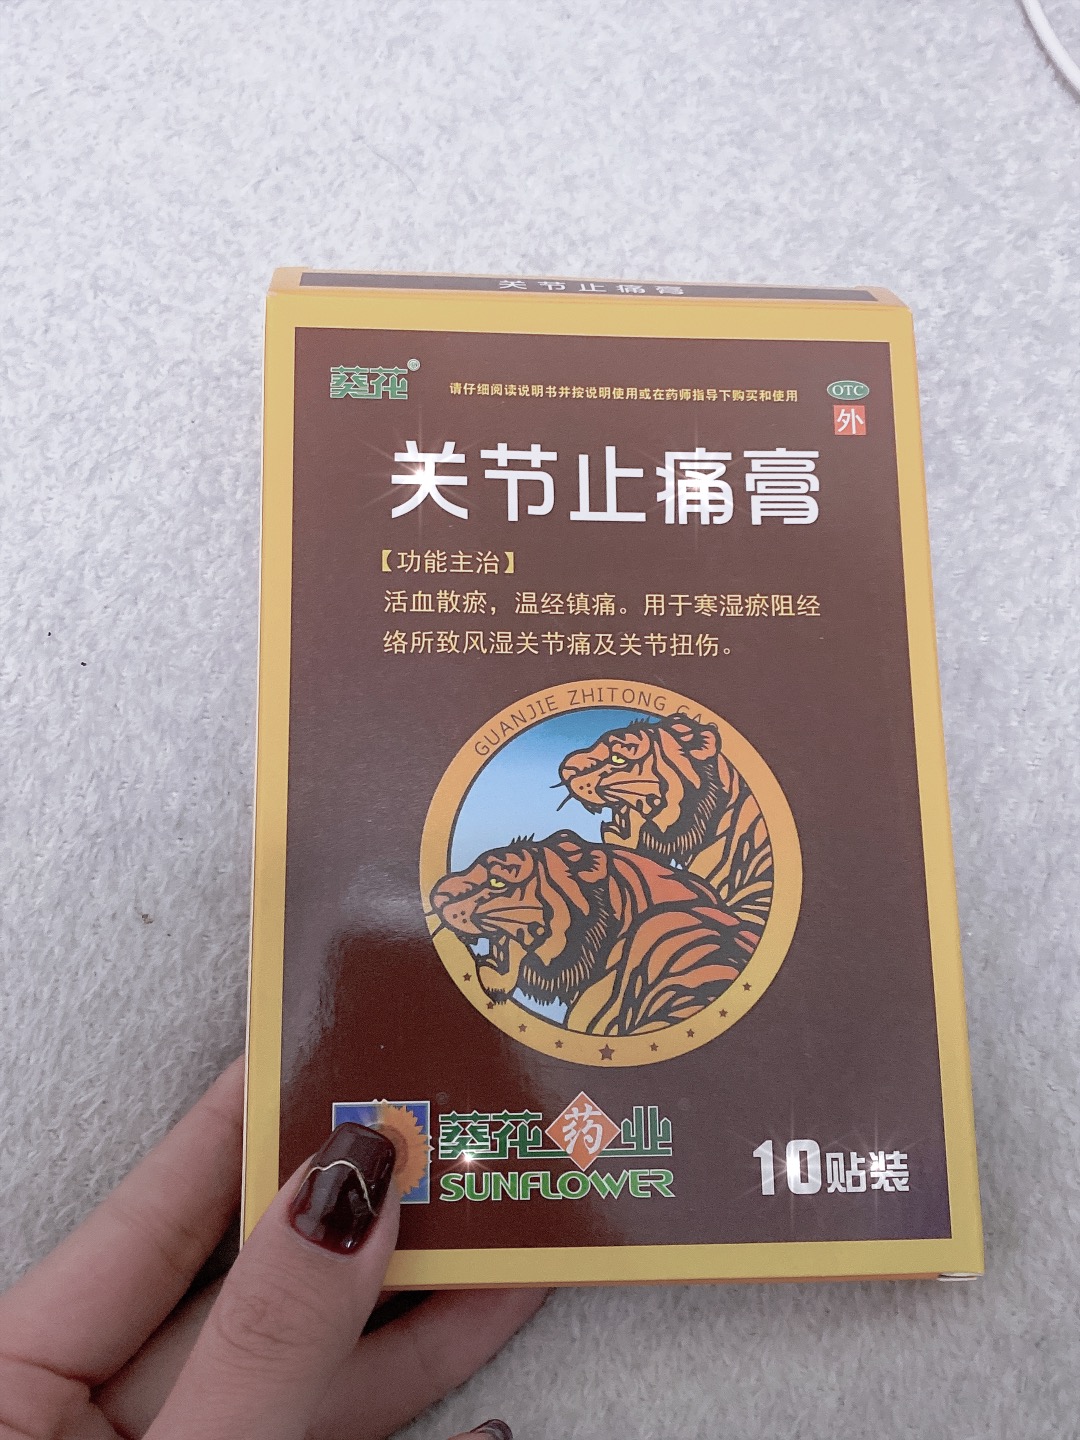 关节止痛膏
葵花®
请仔细阅读说明书并按说明使用或在药师指导下购买和使用
OTC
外
关节止痛膏
【功能主治】
活血散瘀，温经镇痛。用于寒湿瘀阻经
络所致风湿关节痛及关节扭伤。
GUANJIE ZHITONG GAO
葵花药业
SUNFLOWER
10贴装